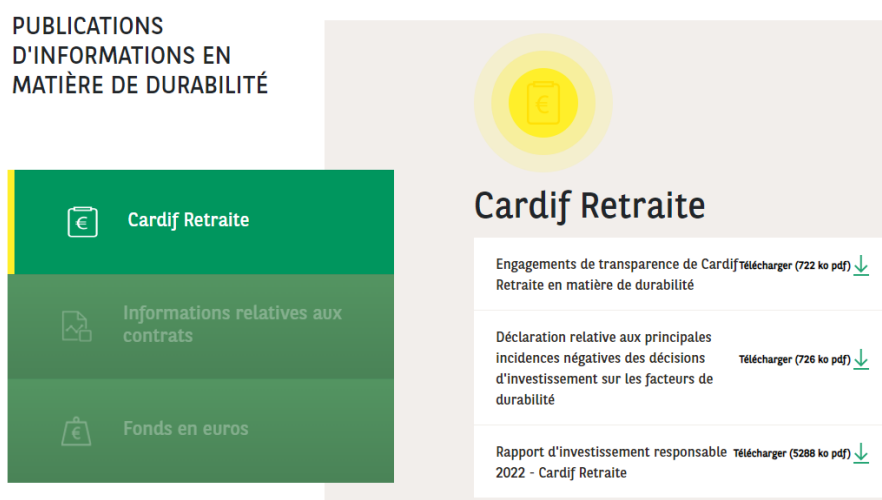 PUBLICATIONS
D'INFORMATIONS EN
MATIÈRE DE DURABILITÉ
€
Cardif Retraite
Informations relatives aux
contrats
€
Fonds en euros
€
Cardif Retraite
Engagements de transparence de Cardif Télécharger (722 ko pdf)
Retraite en matière de durabilité
Déclaration relative aux principales
incidences négatives des décisions Télécharger (726 ko pdf)
d'investissement sur les facteurs de
durabilité
Rapport d'investissement responsable Télécharger (5288 ko pdf)
2022 - Cardif Retraite